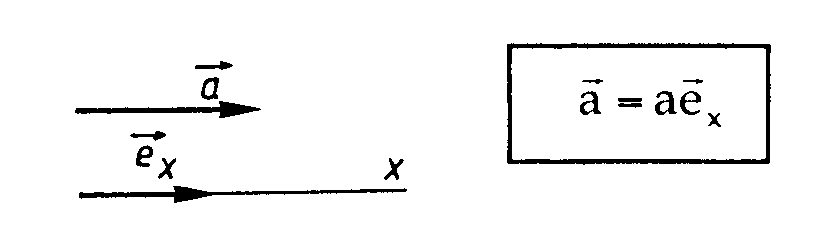 a⃗
e⃗ₓ
x
a⃗ = ae⃗ₓ